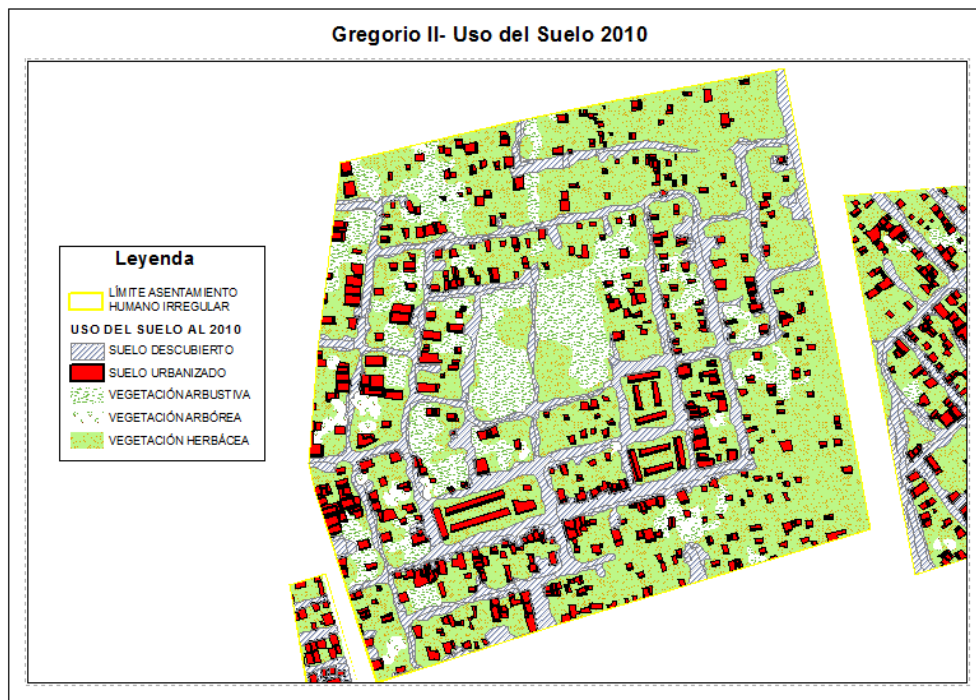 Gregorio II- Uso del Suelo 2010
Leyenda
LÍMITE ASENTAMIENTO
HUMANO IRREGULAR
USO DEL SUELO AL 2010
SUELO DESCUBIERTO
SUELO URBANIZADO
VEGETACIÓN ARBUSTIVA
VEGETACIÓN ARBÓREA
VEGETACIÓN HERBÁCEA